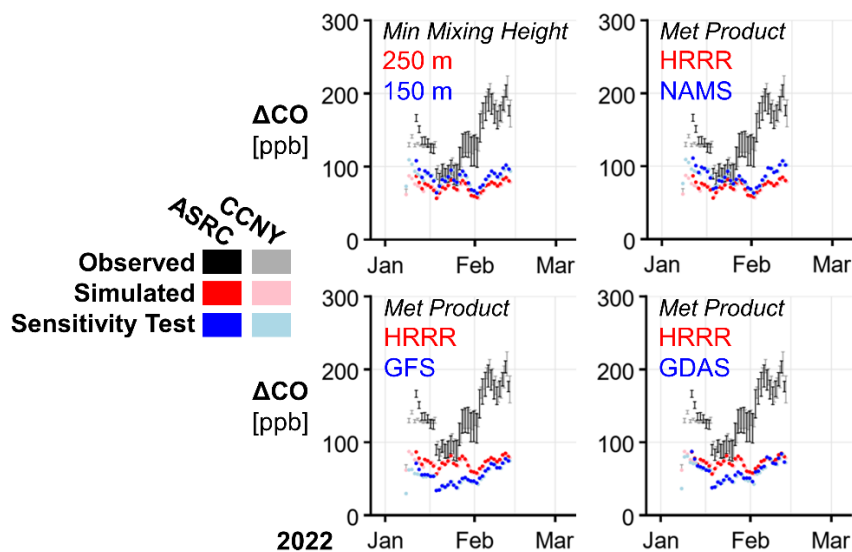 300
Min Mixing Height
250 m
150 m
200
ΔCO
[ppb]
100
0
Jan
Feb
Mar
300
Met Product
HRRR
NAMS
200
100
0
Jan
Feb
Mar
ASRC
CCNY
Observed
Simulated
Sensitivity Test
300
Met Product
HRRR
GFS
200
ΔCO
[ppb]
100
0
Jan
Feb
Mar
300
Met Product
HRRR
GDAS
200
100
0
Jan
Feb
Mar
2022